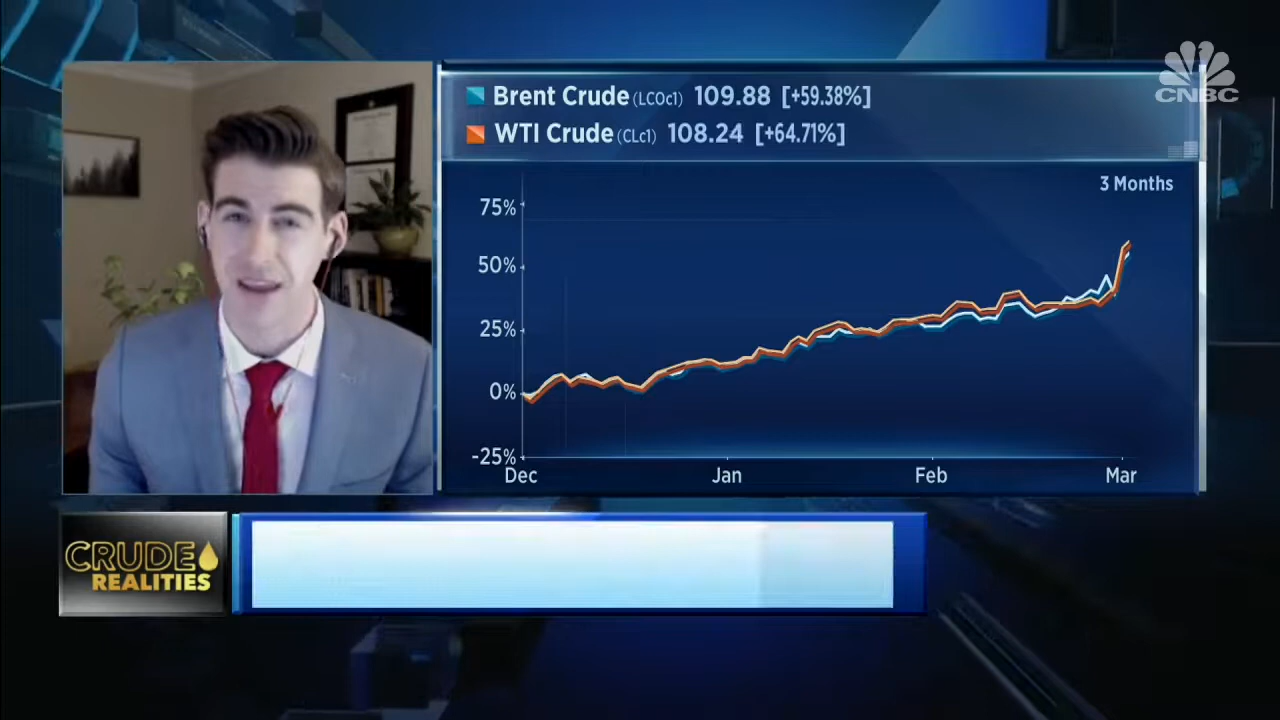 CNBC
Brent Crude (LCOc1) 109.88 [+59.38%]
WTI Crude (CLc1) 108.24 [+64.71%]
3 Months
75%
50%
25%
0%
-25%
Dec Jan Feb Mar
CRUDE
REALITIES